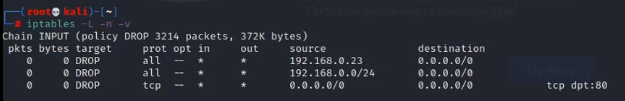 (root💀kali)-[~]
# iptables -L -n -v
Chain INPUT (policy DROP 3214 packets, 372K bytes)
pkts bytes target prot opt in out source destination
0 0 DROP all -- * * 192.168.0.23 0.0.0.0/0
0 0 DROP all -- * * 192.168.0.0/24 0.0.0.0/0
0 0 DROP tcp -- * * 0.0.0.0/0 0.0.0.0/0 tcp dpt:80